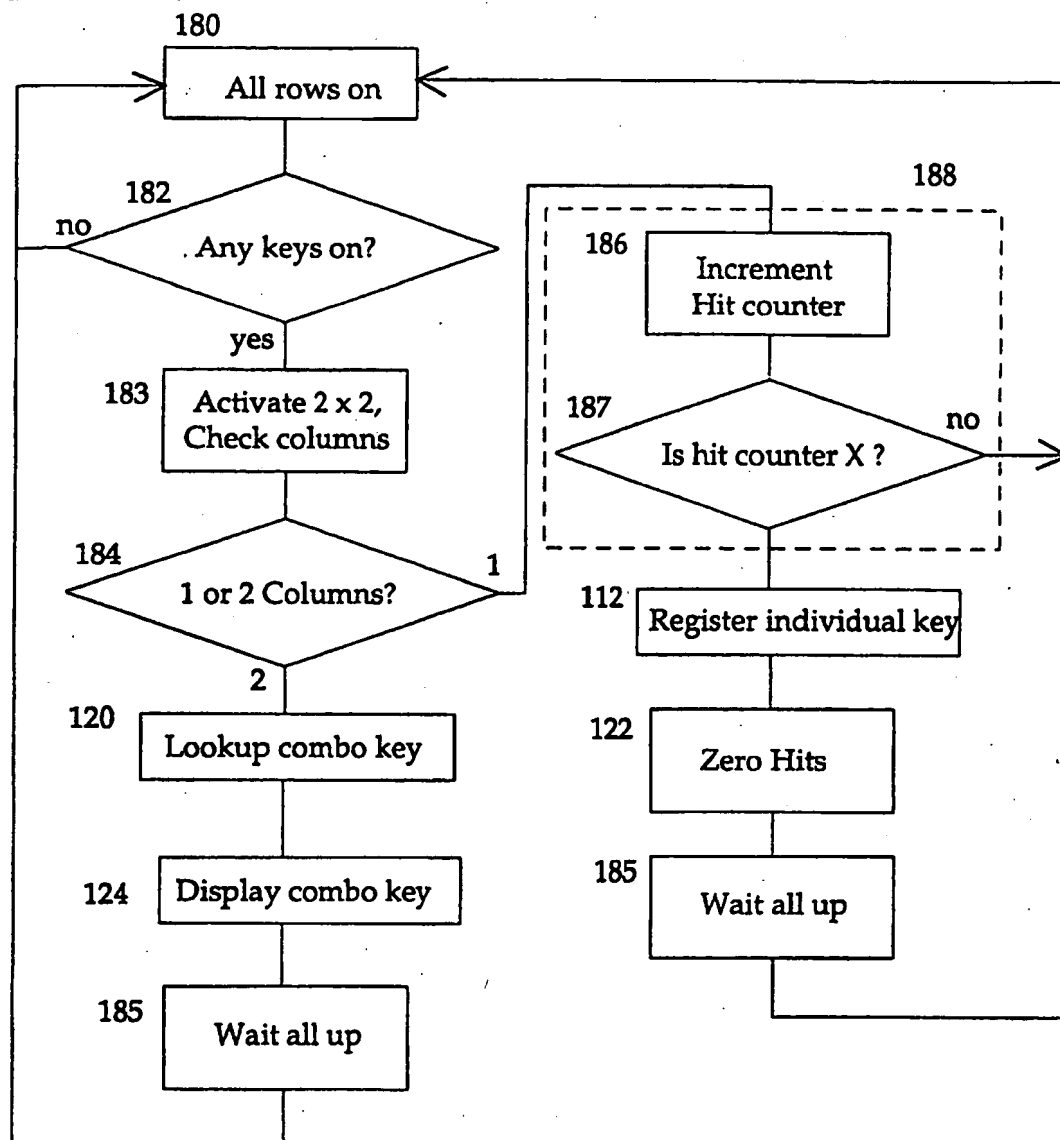 180
All rows on
182
no
Any keys on?
yes
183
Activate 2 x 2,
Check columns
184
1 or 2 Columns?
1
2
120
Lookup combo key
124
Display combo key
185
Wait all up
188
186
Increment
Hit counter
187
no
Is hit counter X ?
112
Register individual key
122
Zero Hits
185
Wait all up